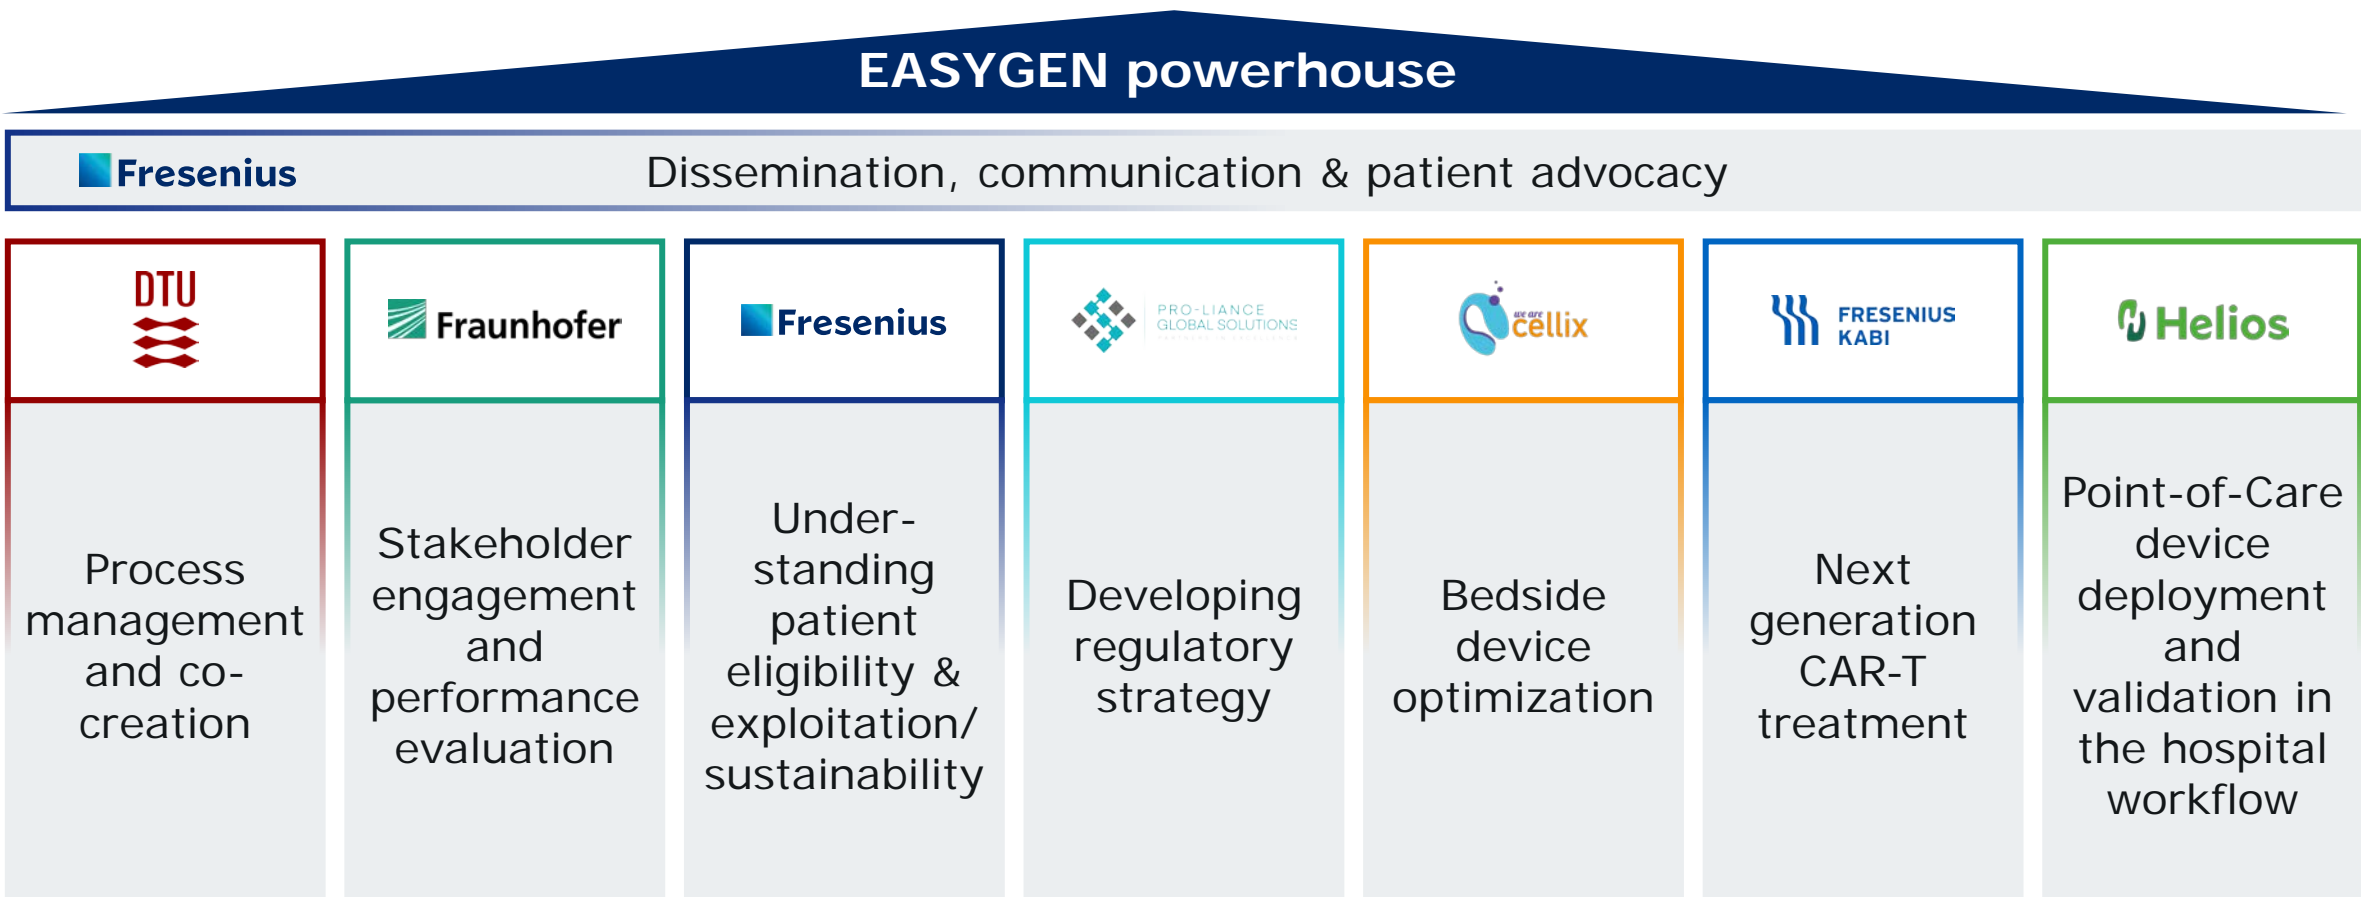 EASYGEN powerhouse
Fresenius
Dissemination, communication & patient advocacy
DTU
Process
management
and co-
creation
Fraunhofer
Stakeholder
engagement
and
performance
evaluation
Fresenius
Under-
standing
patient
eligibility &
exploitation/
sustainability
PRO-LIANCE
GLOBAL SOLUTIONS
Developing
regulatory
strategy
we are
cellix
Bedside
device
optimization
FRESENIUS
KABI
Next
generation
CAR-T
treatment
Helios
Point-of-Care
device
deployment
and
validation in
the hospital
workflow